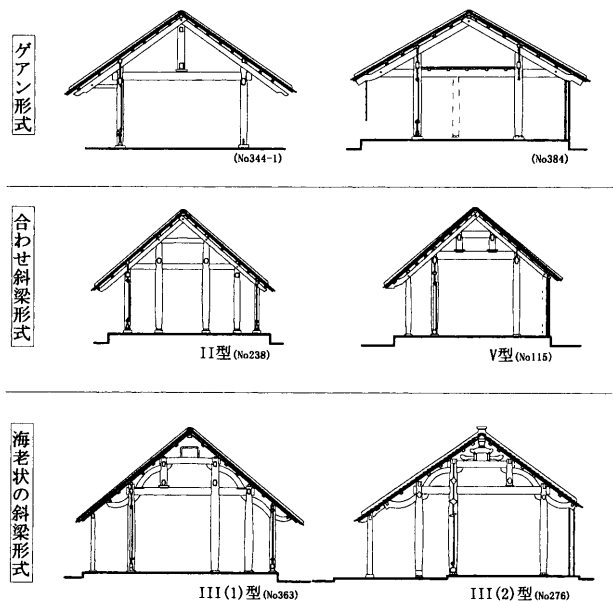 ゲアン形式
(No344-1)
(No384)
合わせ斜梁形式
II型(No238)
V型(No115)
海老状の斜梁形式
III(1)型(No363)
III(2)型(No276)